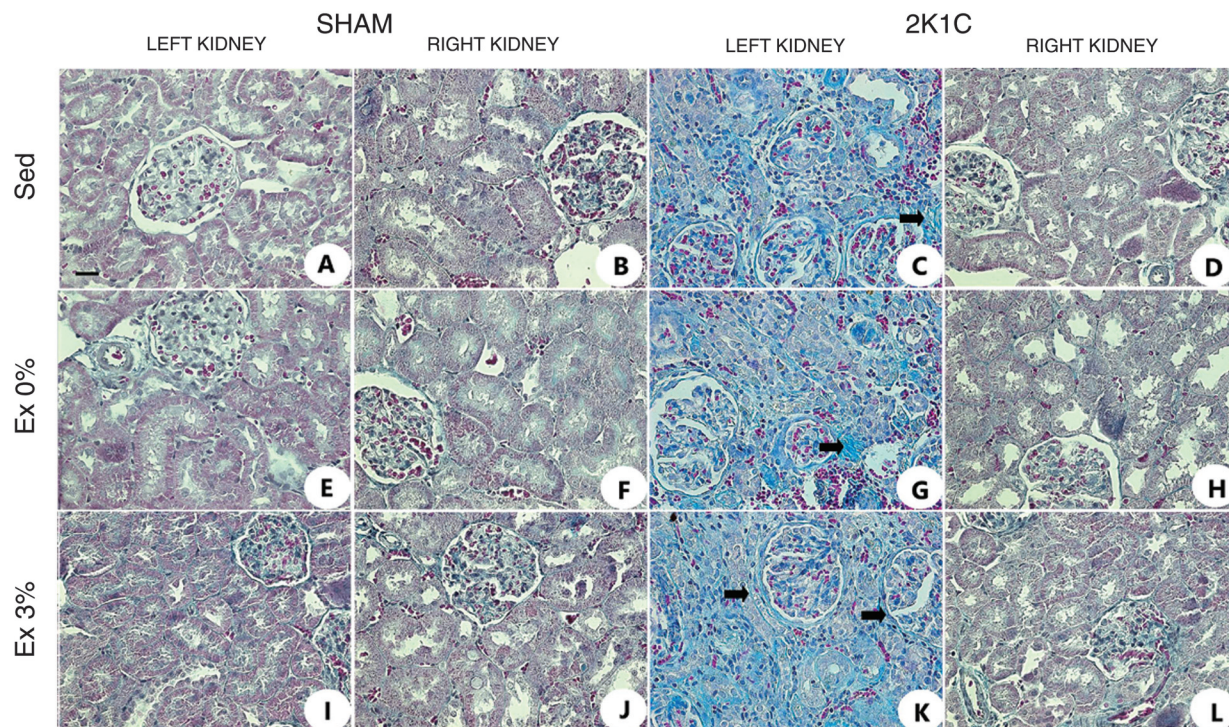 SHAM 2K1C
LEFT KIDNEY RIGHT KIDNEY LEFT KIDNEY RIGHT KIDNEY
Sed
A B C D
Ex 0%
E F G H
Ex 3%
I J K L